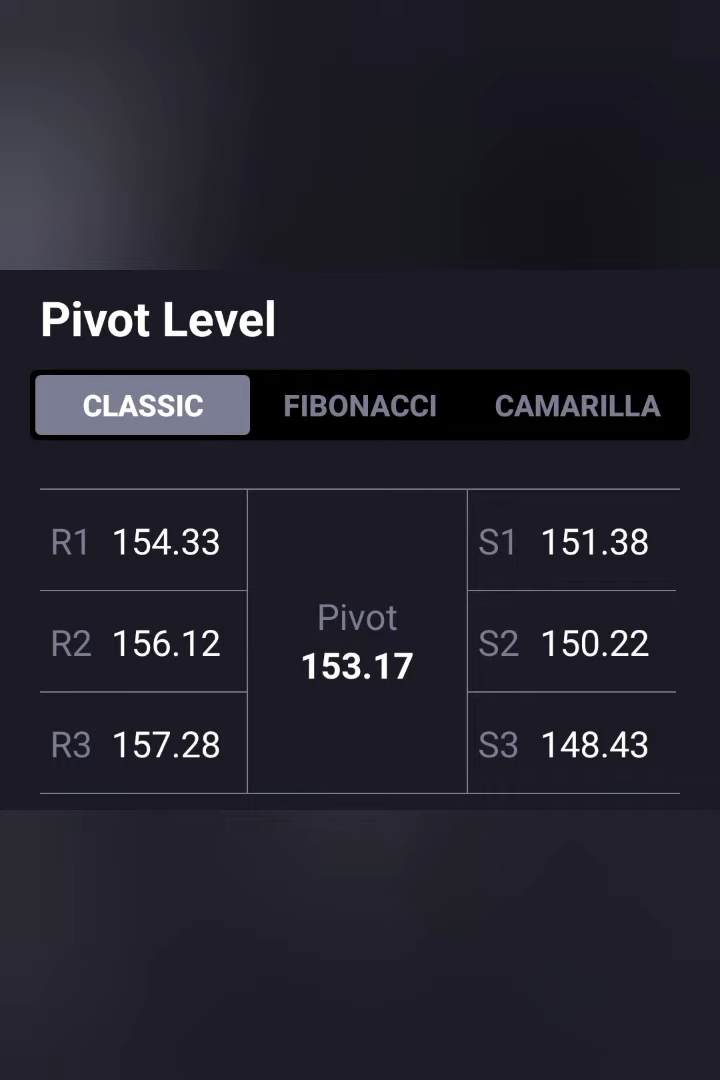 Pivot Level
CLASSIC FIBONACCI CAMARILLA
R1 154.33
R2 156.12
R3 157.28
Pivot
153.17
S1 151.38
S2 150.22
S3 148.43